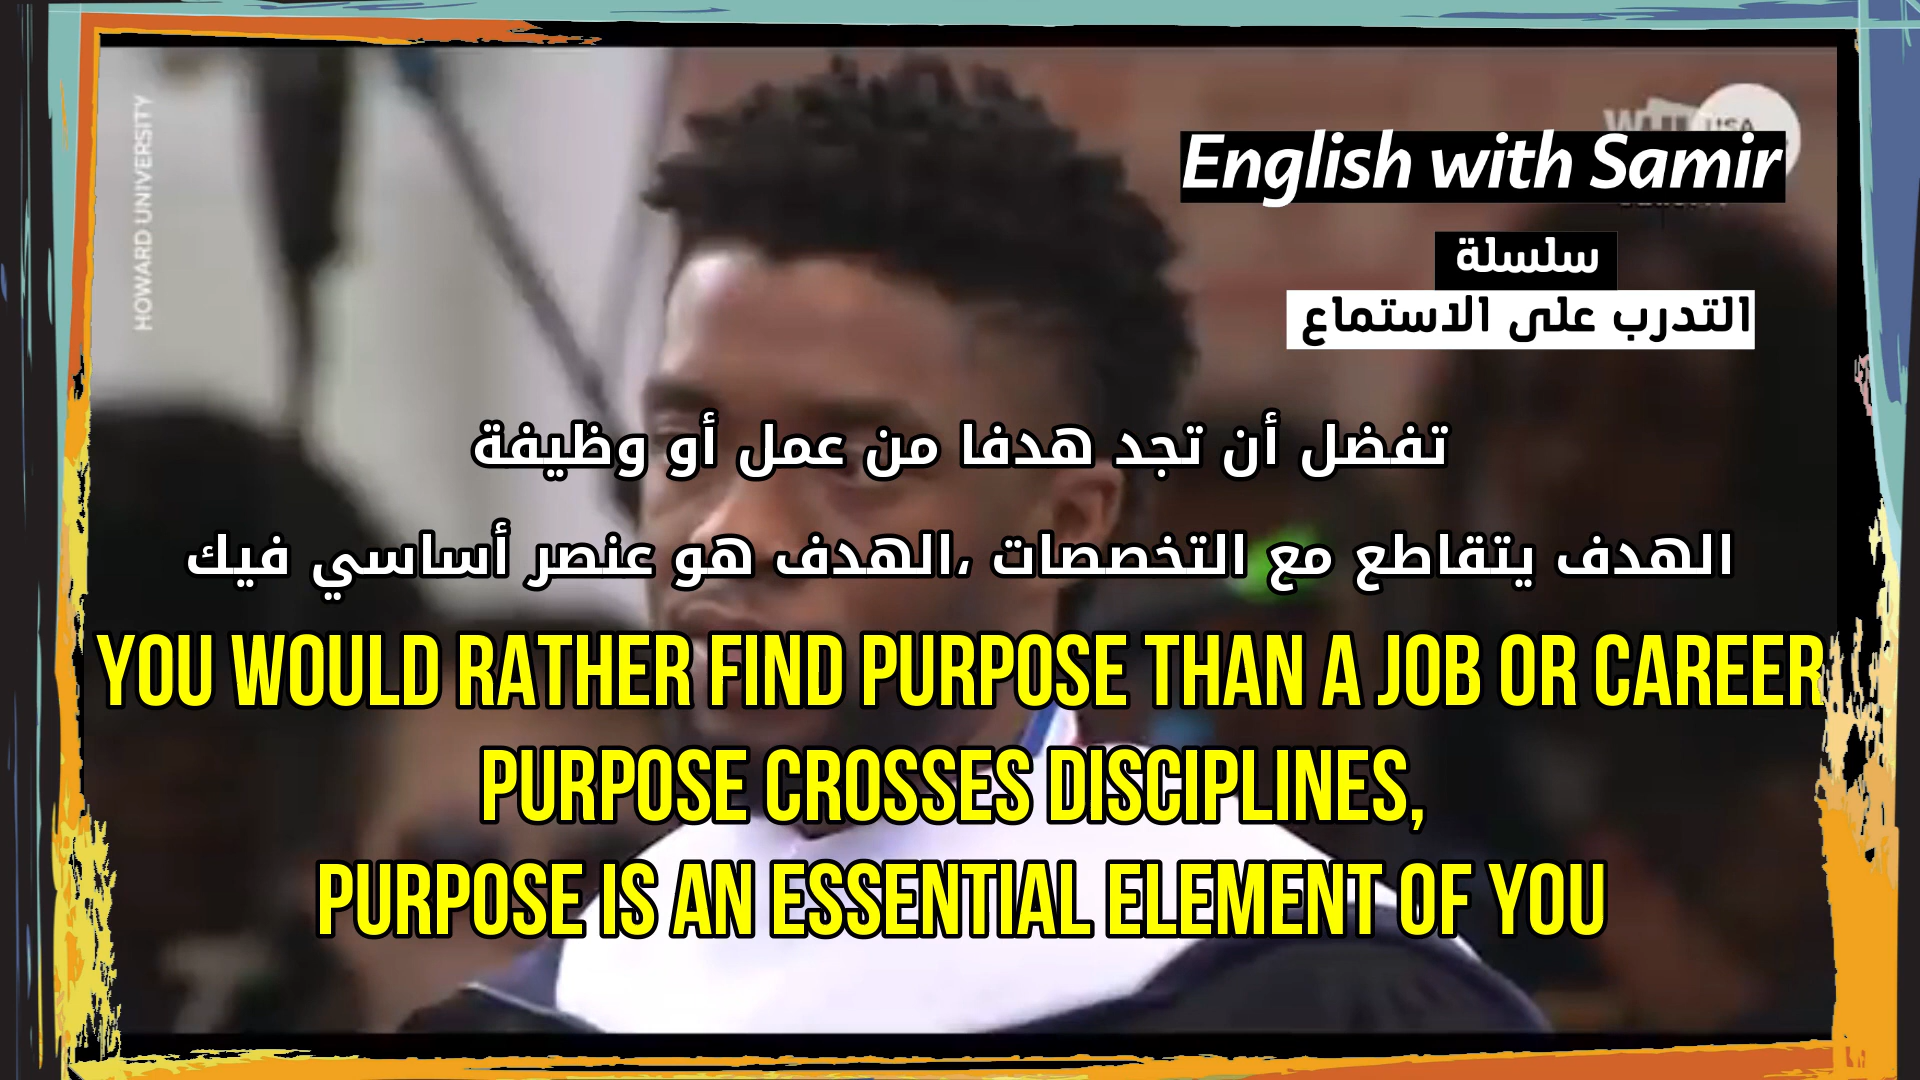 HOWARD UNIVERSITY
English with Samir
سلسلة
التدرب على الاستماع
تفضل أن تجد هدفا من عمل أو وظيفة
الهدف يتقاطع مع التخصصات ،الهدف هو عنصر أساسي فيك
YOU WOULD RATHER FIND PURPOSE THAN A JOB OR CAREER
PURPOSE CROSSES DISCIPLINES,
PURPOSE IS AN ESSENTIAL ELEMENT OF YOU